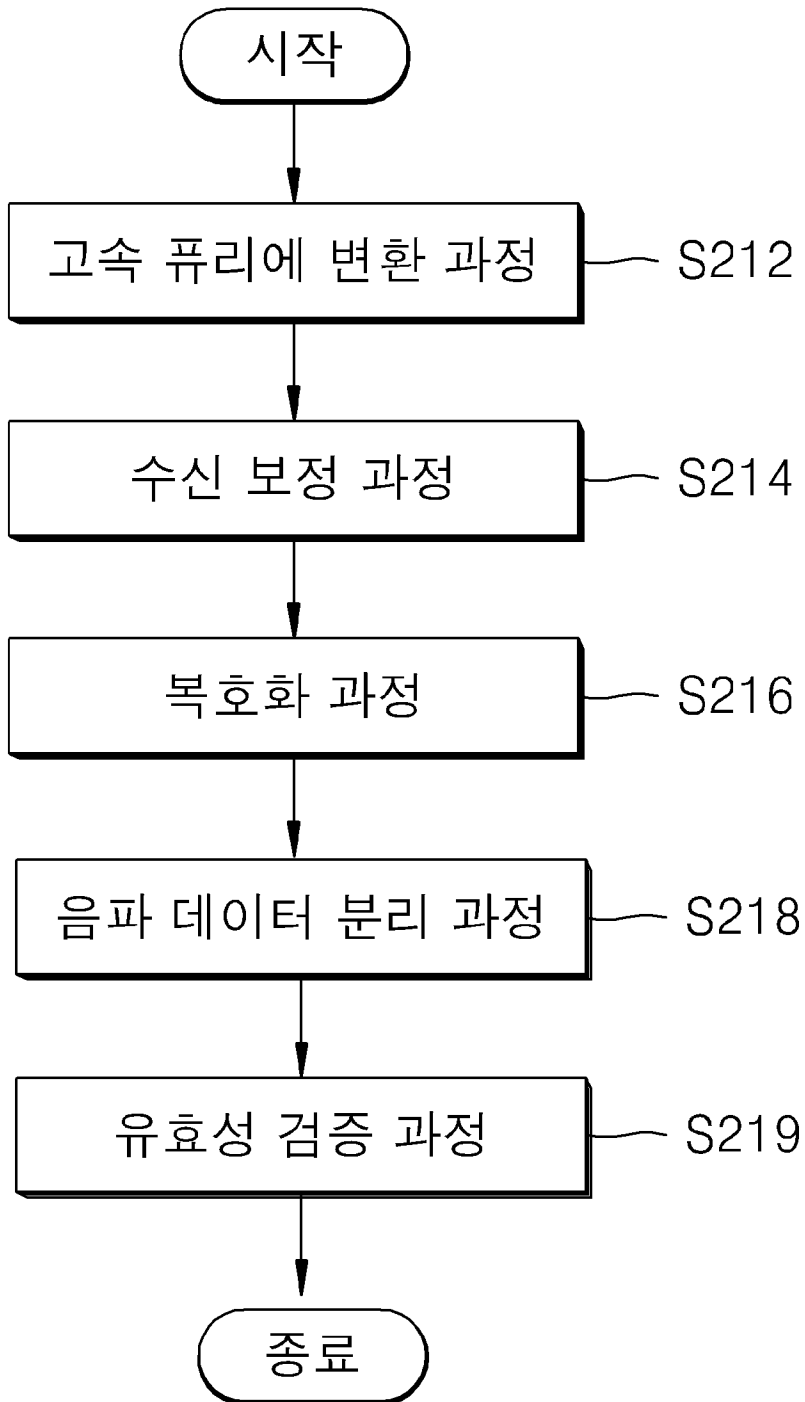 시작
고속 퓨리에 변환 과정
S212
수신 보정 과정
S214
복호화 과정
S216
음파 데이터 분리 과정
S218
유효성 검증 과정
S219
종료